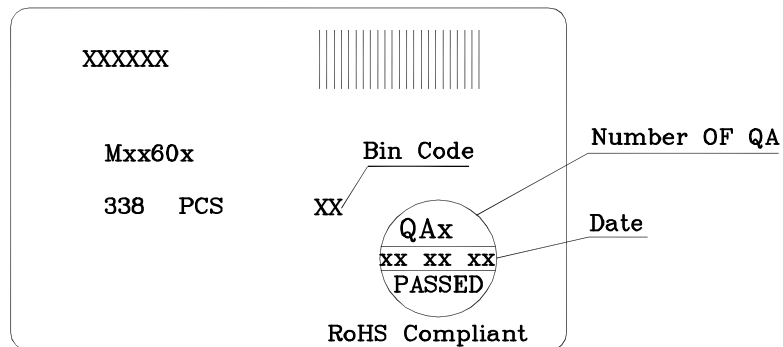 XXXXXX
Mxx60x
Bin Code
Number OF QA
338 PCS
XX
QAx
Date
xx xx xx
PASSED
RoHS Compliant